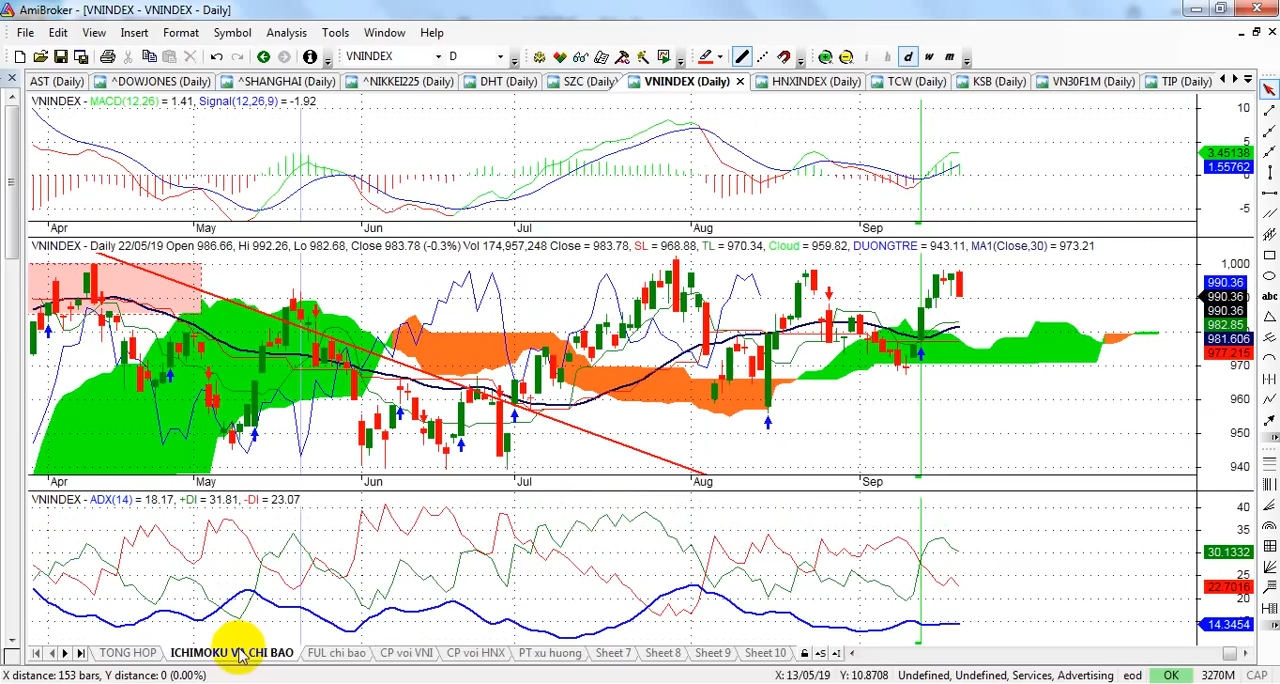 AmiBroker - [VNINDEX - VNINDEX - Daily]
File Edit View Insert Format Symbol Analysis Tools Window Help
VNINDEX D h d w m
AST (Daily) ^DOWJONES (Daily) ^SHANGHAI (Daily) ^NIKKEI225 (Daily) DHT (Daily) SZC (Daily) VNINDEX (Daily) HNXINDEX (Daily) TCW (Daily) KSB (Daily) VN30F1M (Daily) TIP (Daily)
VNINDEX - MACD(12,26) = 1.41, Signal(12,26,9) = -1.92
10
5
3.45138
1.55762
0
-5
Apr May Jun Jul Aug Sep
VNINDEX - Daily 22/05/19 Open 986.66, Hi 992.26, Lo 982.68, Close 983.78 (-0.3%) Vol 174,957,248 Close = 983.78, SL = 968.88, TL = 970.34, Cloud = 959.82, DUONGTRE = 943.11, MA1(Close,30) = 973.21
1,000
990.36
990.36
990.36
982.85
981.606
977.215
970
960
950
940
Apr May Jun Jul Aug Sep
VNINDEX - ADX(14) = 18.17, +DI = 31.81, -DI = 23.07
40
35
30.1332
25
22.7016
20
14.3454
abc
TONG HOP ICHIMOKU V CHI BAO FUL chi bao CP voi VNI CP voi HNX PT xu huong Sheet 7 Sheet 8 Sheet 9 Sheet 10
X distance: 153 bars, Y distance: 0 (0.00%) X: 13/05/19 Y: 10.8708 Undefined, Undefined, Services, Advertising eod OK 3270M CAP